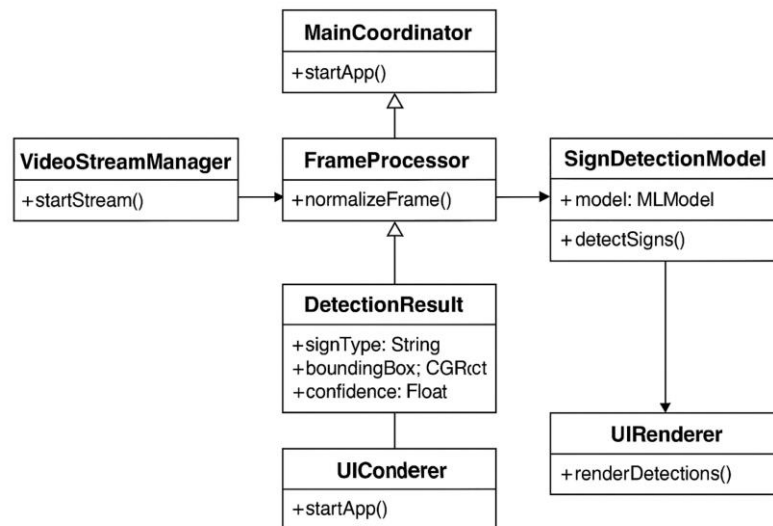 MainCoordinator
+startApp()
VideoStreamManager
+startStream()
FrameProcessor
+normalizeFrame()
SignDetectionModel
+model: MLModel
+detectSigns()
DetectionResult
+signType: String
+boundingBox;
+confidence: Float
UIConderer
+startApp()
UIRenderer
+renderDetections()